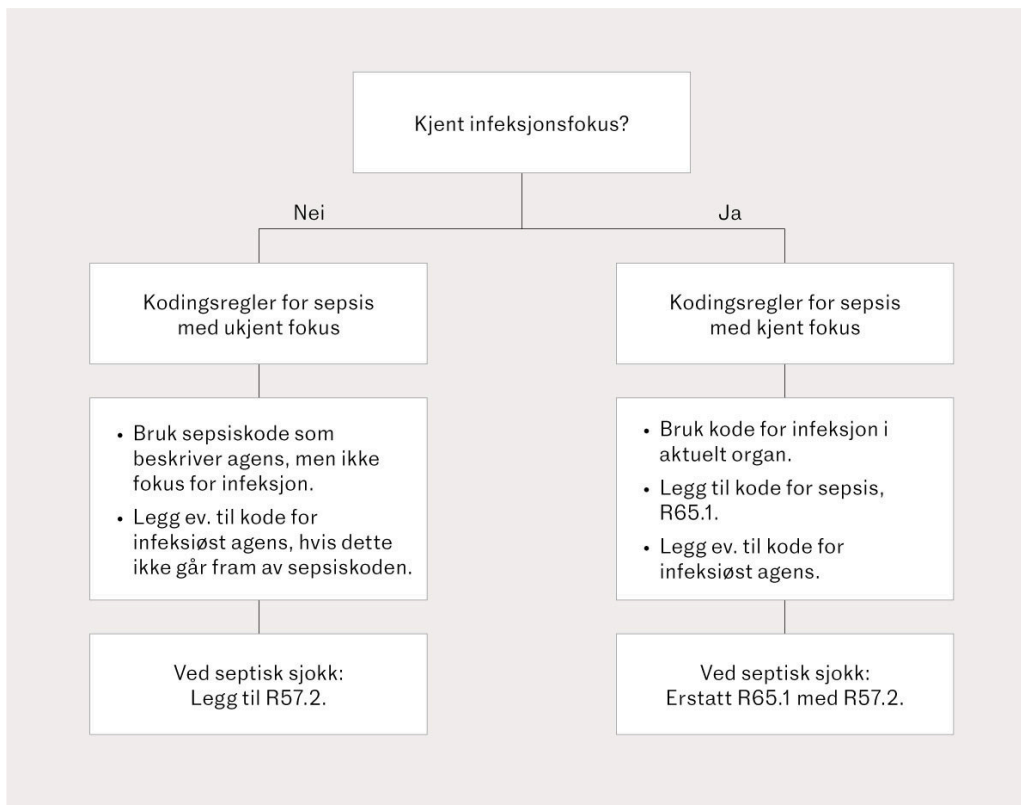 Kjent infeksjonsfokus?
Nei
Ja
Kodingsregler for sepsis
med ukjent fokus
• Bruk sepsiskode som
beskriver agens, men ikke
fokus for infeksjon.
• Legg ev. til kode for
infeksiøst agens, hvis dette
ikke går fram av sepsiskoden.
Ved septisk sjokk:
Legg til R57.2.
Kodingsregler for sepsis
med kjent fokus
• Bruk kode for infeksjon i
aktuelt organ.
• Legg til kode for sepsis,
R65.1.
• Legg ev. til kode for
infeksiøst agens.
Ved septisk sjokk:
Erstatt R65.1 med R57.2.